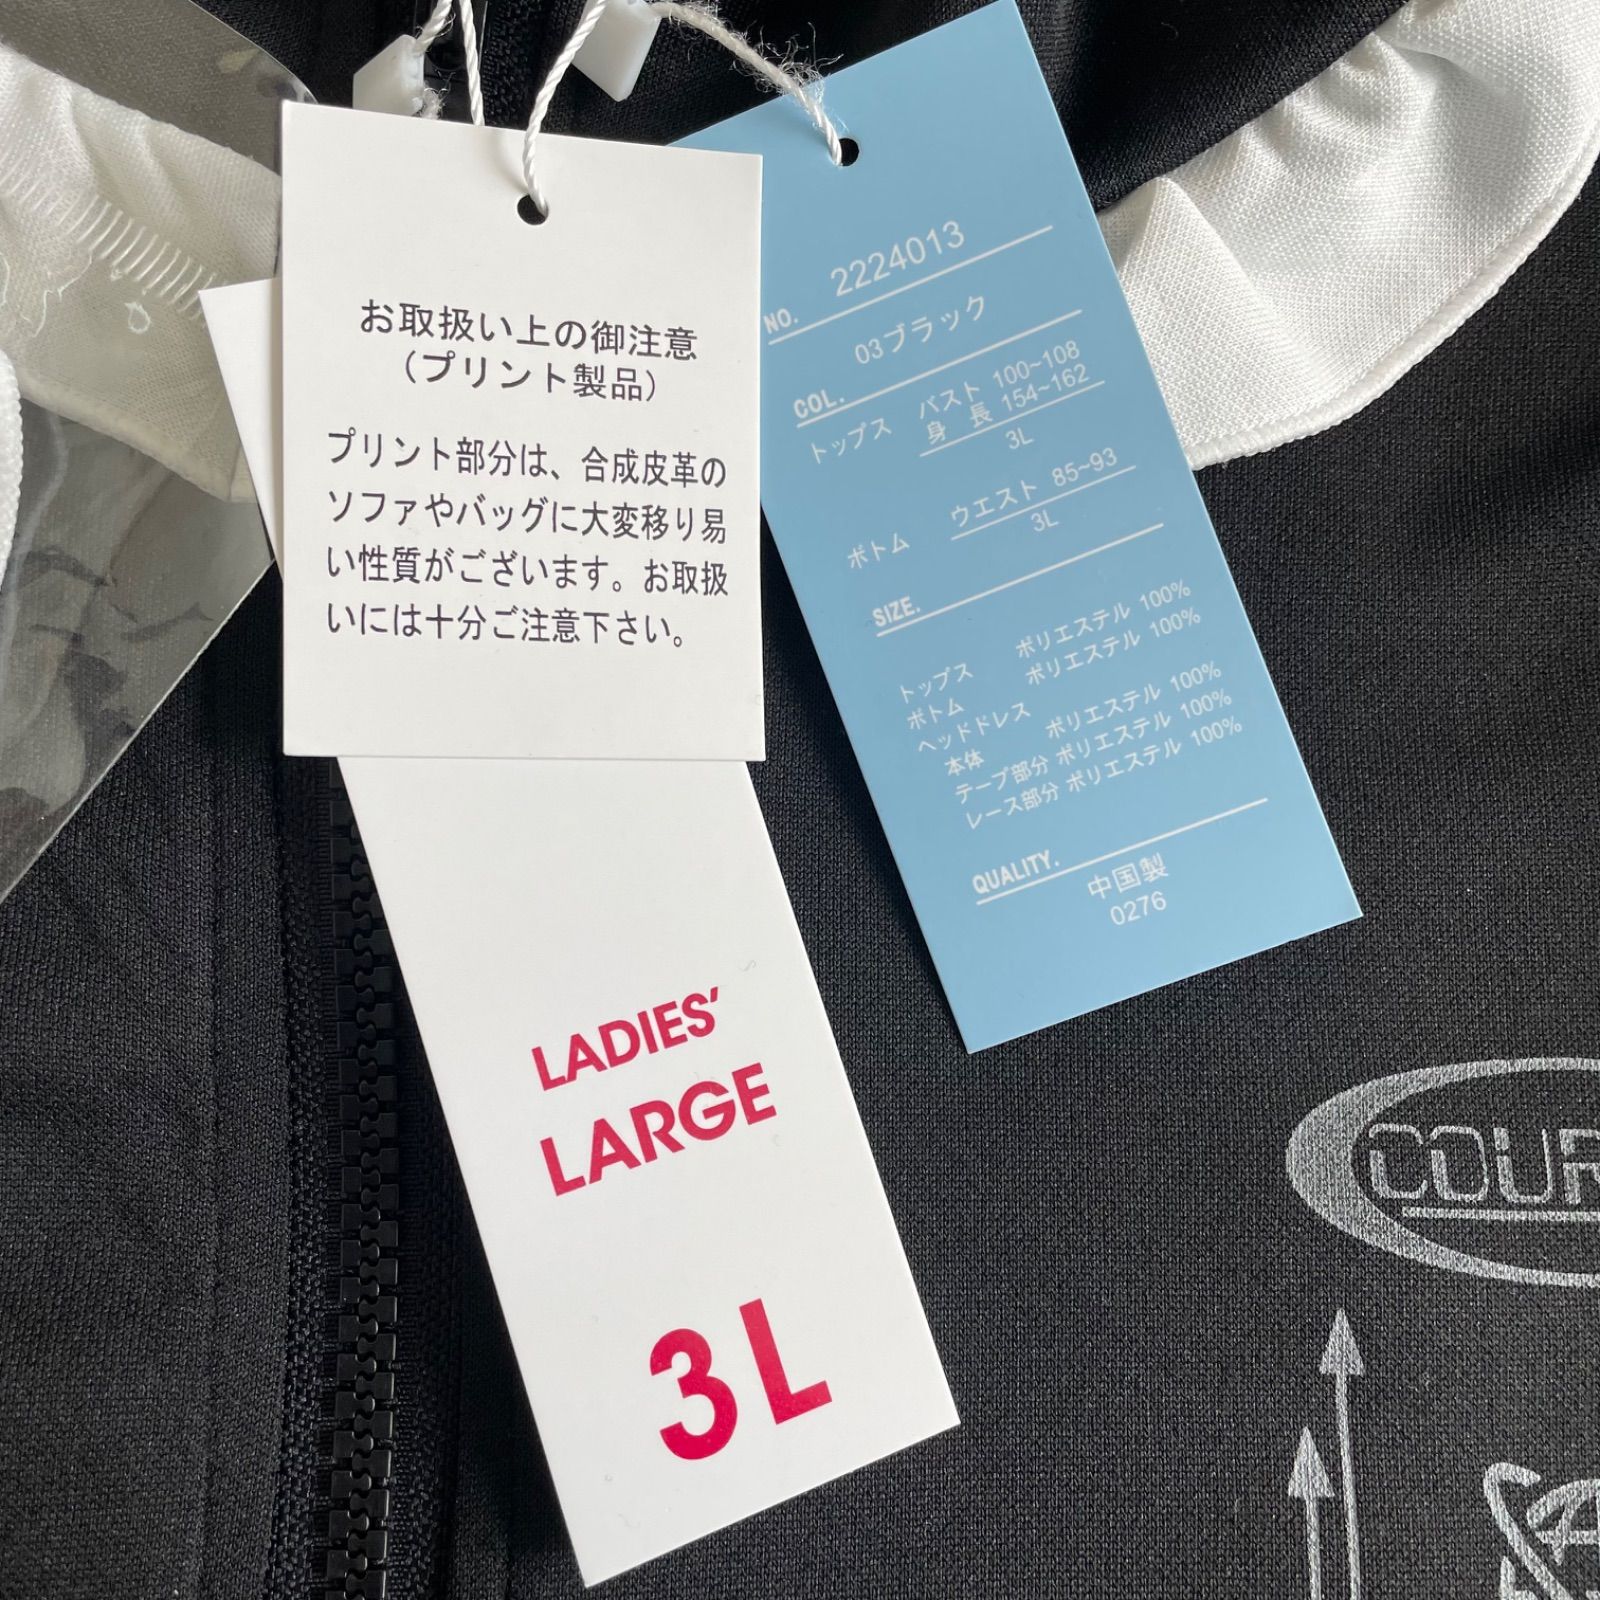 お取扱い上の御注意
(プリント製品)
プリント部分は、合成皮革の
ソファやバッグに大変移り易
い性質がございます。お取扱
いには十分ご注意下さい。
NO. 2224013
COL. 03ブラック
トップス バスト 100~108
身長 154~162
3L
ボトム ウエスト 85~93
3L
SIZE.
トップス ポリエステル 100%
ボトム ポリエステル 100%
ヘッドドレス
本体 ポリエステル 100%
テープ部分 ポリエステル 100%
レース部分 ポリエステル 100%
QUALITY.
中国製
0276
LADIES'
LARGE
3L
COUR